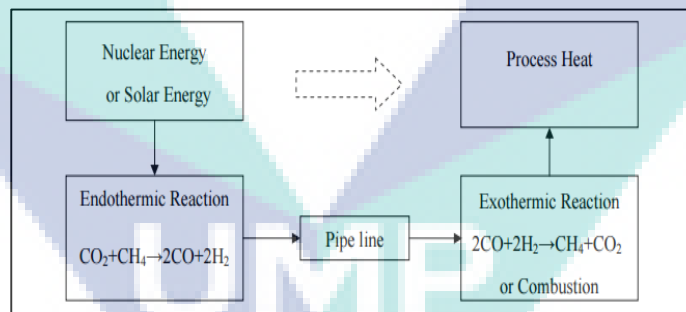 Nuclear Energy
or Solar Energy
Process Heat
Endothermic Reaction
CO₂+CH₄→2CO+2H₂
Pipe line
Exothermic Reaction
2CO+2H₂→CH₄+CO₂
or Combustion
UMP